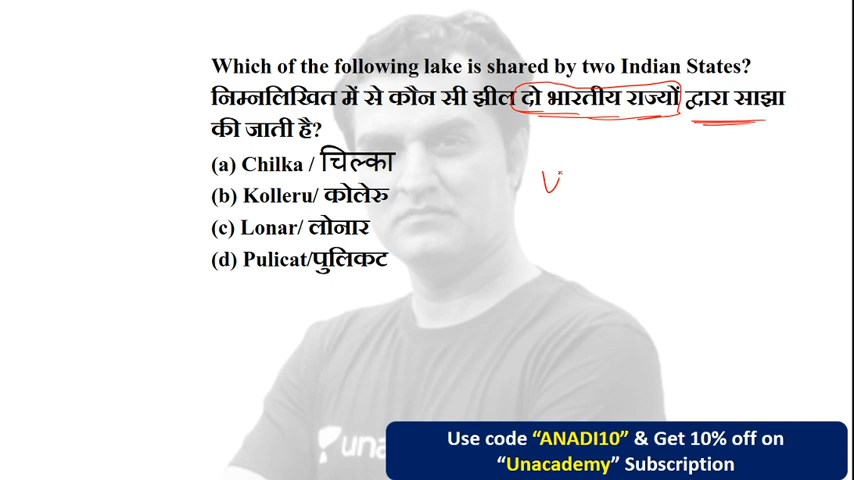 Which of the following lake is shared by two Indian States?
निम्नलिखित में से कौन सी झील दो भारतीय राज्यों द्वारा साझा
की जाती है?
(a) Chilka / चिल्का
(b) Kolleru/ कोलेरु
(c) Lonar/ लोनार
(d) Pulicat/पुलिकट
una
Use code “ANADI10” & Get 10% off on
“Unacademy” Subscription